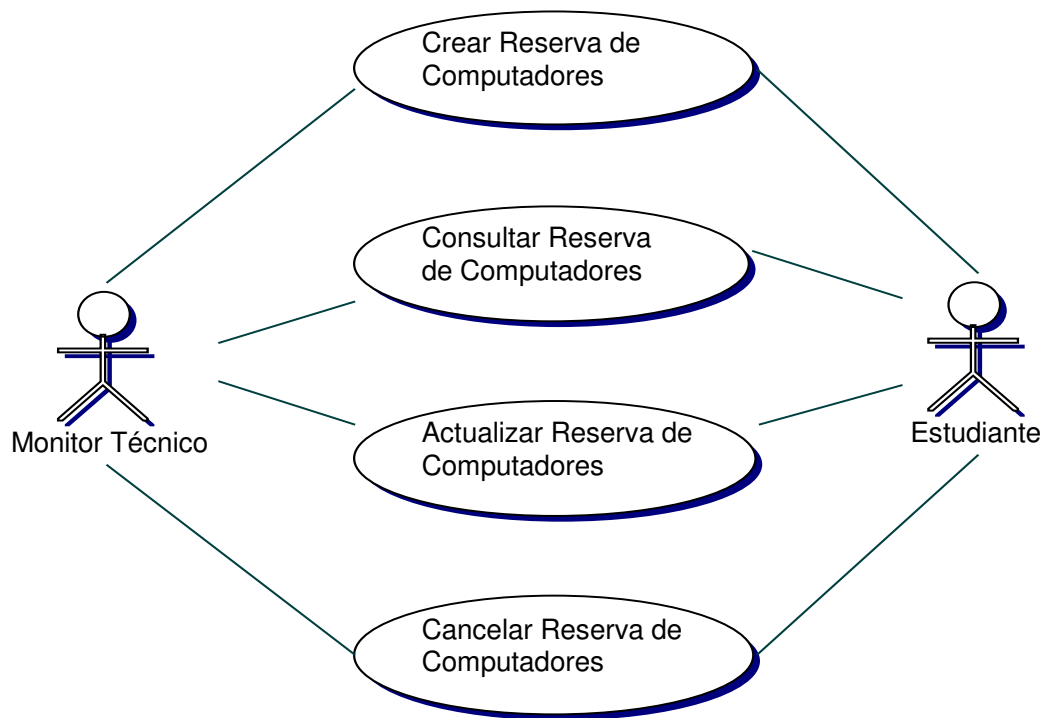 Crear Reserva de
Computadores
Consultar Reserva
de Computadores
Monitor Técnico
Estudiante
Actualizar Reserva de
Computadores
Cancelar Reserva de
Computadores